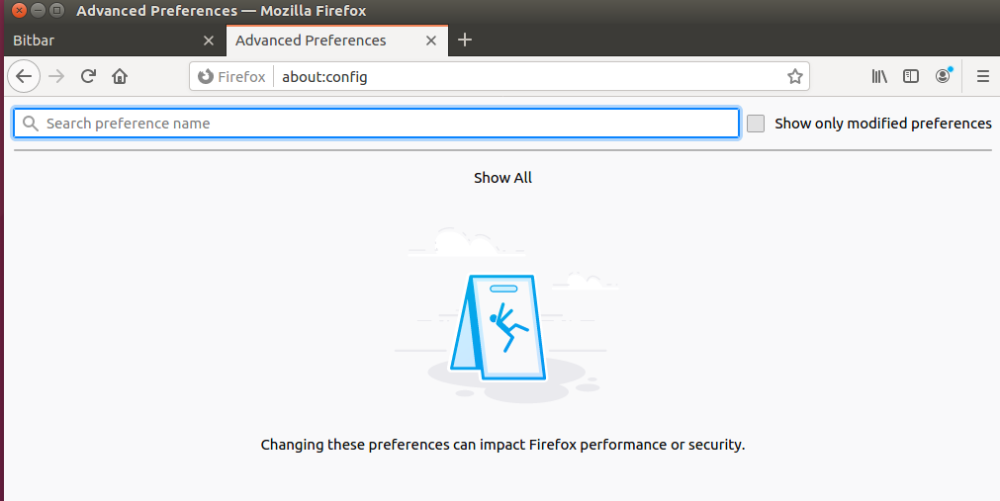 Advanced Preferences — Mozilla Firefox
Bitbar
Advanced Preferences
Firefox
about:config
Search preference name
Show only modified preferences
Show All
Changing these preferences can impact Firefox performance or security.